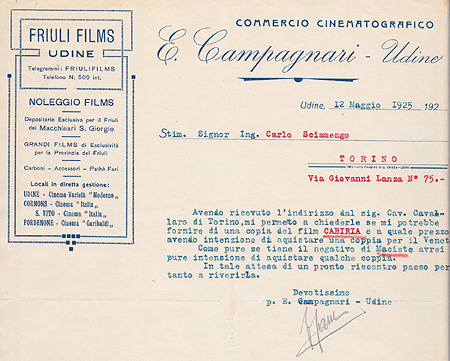 FRIULI FILMS
UDINE
Telegrammi: FRIULIFILMS
Telefono N. 509 int.
NOLEGGIO FILMS
Depositarie Esclusivo per il Friuli
dei Macchinari S. Giorgio
GRANDI FILMS di Esclusività
per la Provincia del Friuli
Carboni - Accessori - Pathè Fari
Locali in diretta gestione:
UDINE - Cinema-Varietà "Moderno"
CORMONS - Cinema "Italia"
S. VITO - Cinema "Italia"
PORDENONE - Cinema "Garibaldi"
COMMERCIO CINEMATOGRAFICO
E. Campagnari - Udine
Udine, 12 Maggio 1925 192
Stim. Signor Ing. Carlo Sciamengo
TORINO
Via Giovanni Lanza N° 75.-
Avendo ricevuto l'indirizzo dal sig. Cav. Caval
laro di Torino, mi permeto a chiederle se mi potrebbe
fornire di una copia del film CABIRIA e a quale prezzo
avendo intenzione di aquistare una coppia per il Venet
Come pure se tiene il negativo di Maciste avrei
pure intenzione di aquistare qualche coppia.
In tale attesa di un pronto riscontro passo per
tanto a riverirla.
Devotissimo
p. E. Campagnari - Udine